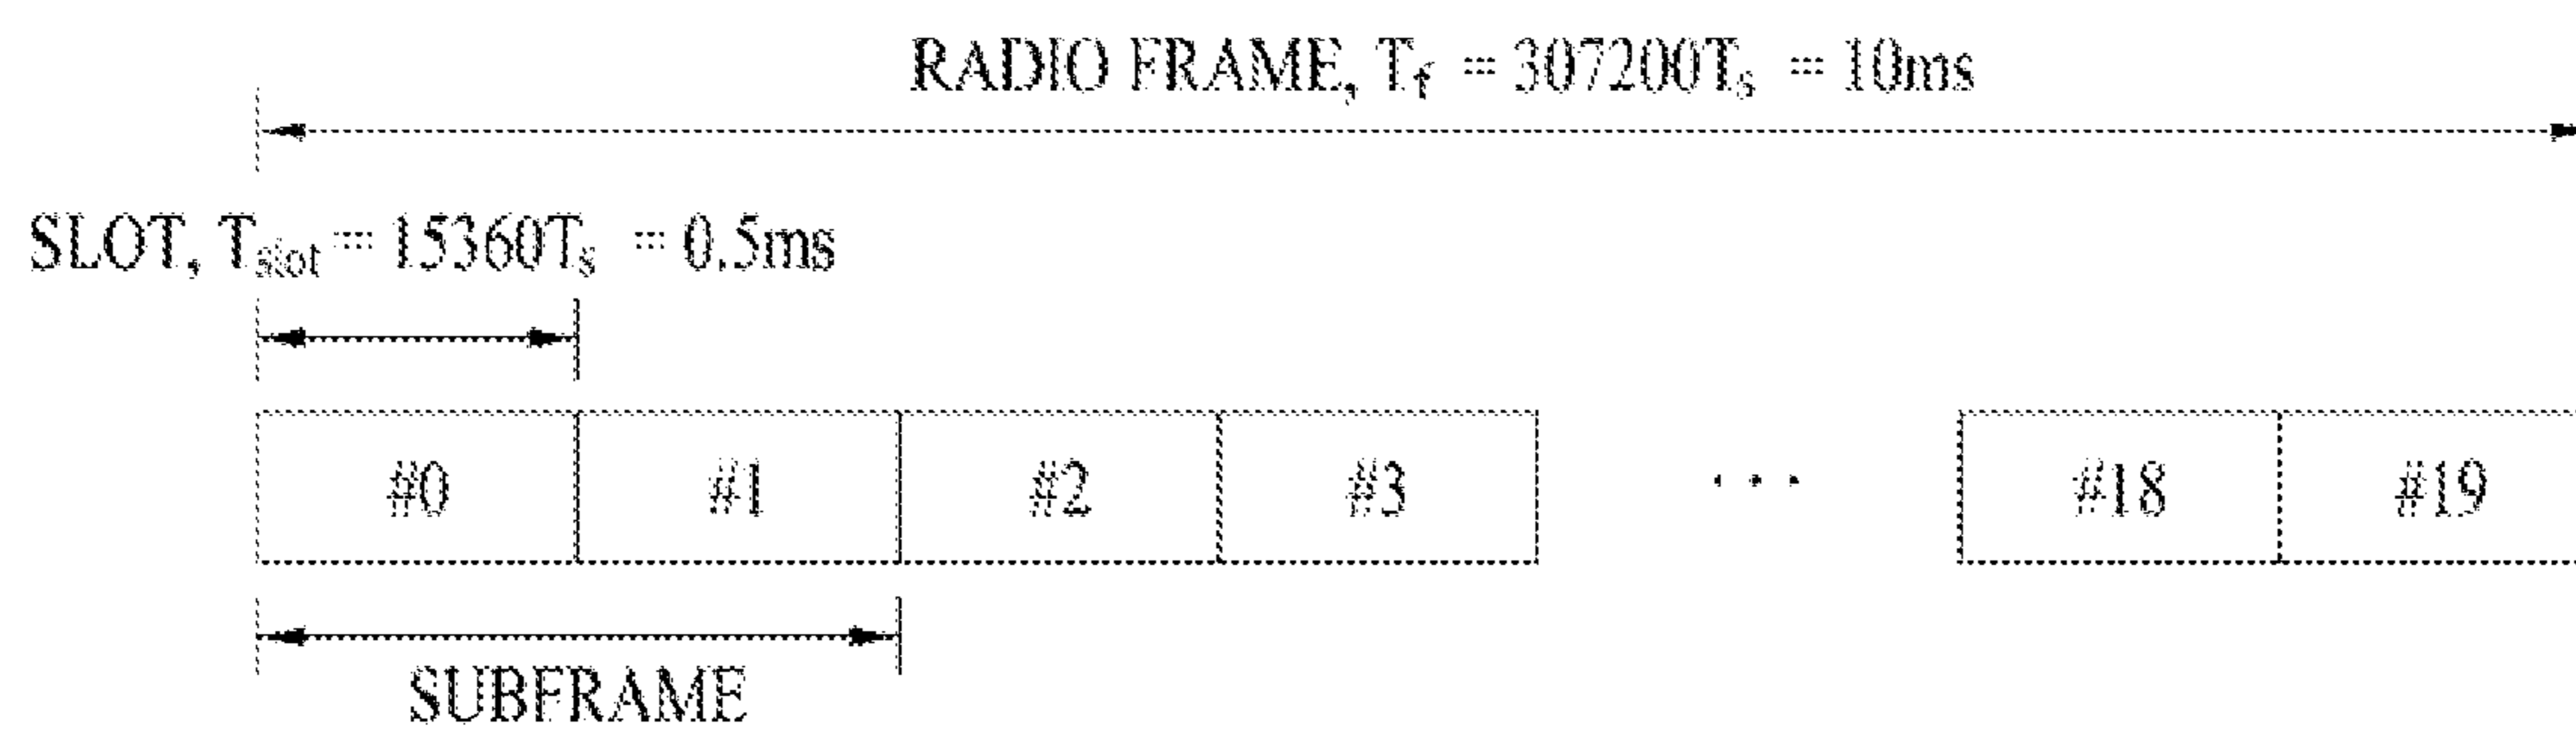 RADIO FRAME, Tf = 307200Ts = 10ms
SLOT, Tslot = 15360Ts = 0.5ms
#0 #1 #2 #3 ... #18 #19
SUBFRAME